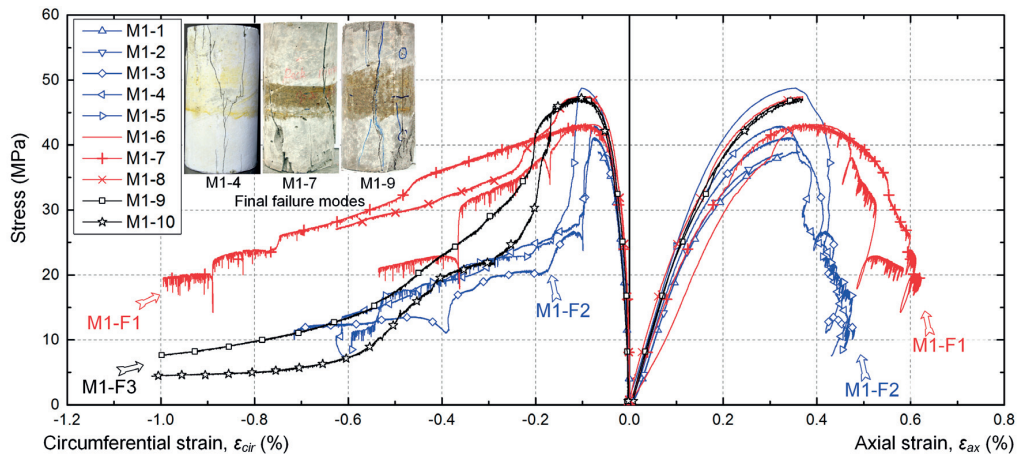 M1-1
M1-2
M1-3
M1-4
M1-5
M1-6
M1-7
M1-8
M1-9
M1-10
M1-4
M1-7
M1-9
Final failure modes
Stress (MPa)
80
70
60
50
40
30
20
10
0
M1-F1
M1-F3
M1-F2
M1-F1
M1-F2
-1.2 -1.0 -0.8 -0.6 -0.4 -0.2 0.0 0.2 0.4 0.6 0.8
Circumferential strain, εcir (%)
Axial strain, εax (%)